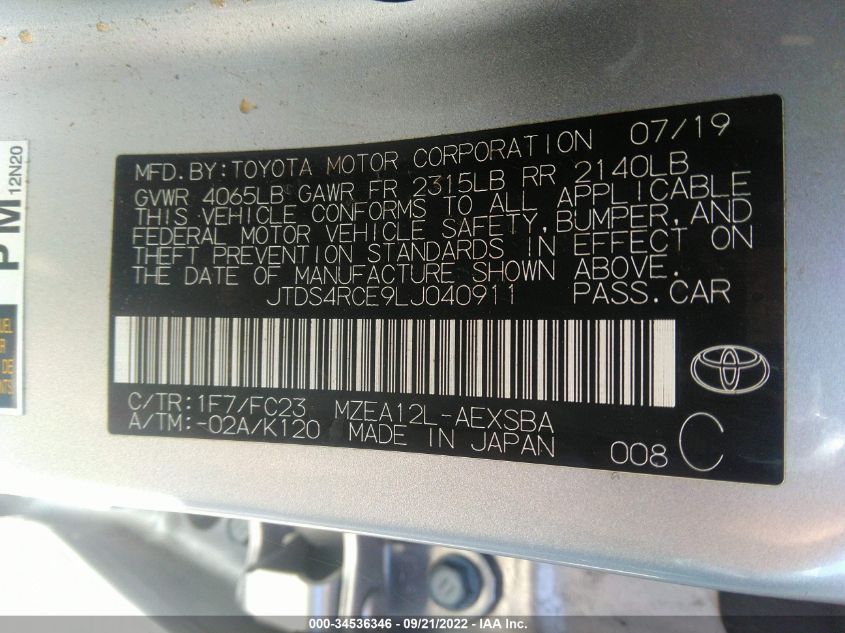 MFD.BY:TOYOTA MOTOR CORPORATION 07/19
GVWR 4065LB GAWR FR 2315LB RR 2140LB
THIS VEHICLE CONFORMS TO ALL APPLICABLE
FEDERAL MOTOR VEHICLE SAFETY,BUMPER,AND
THEFT PREVENTION STANDARDS IN EFFECT ON
THE DATE OF MANUFACTURE SHOWN ABOVE.
JTDS4RCE9LJ040911 PASS.CAR
C/TR:1F7/FC23 MZEA12L-AEXSBA
A/TM:-02A/K120 MADE IN JAPAN
008 C
PM
12N20
DE
000-34536346 / 09/21/2022 / IAA Inc.